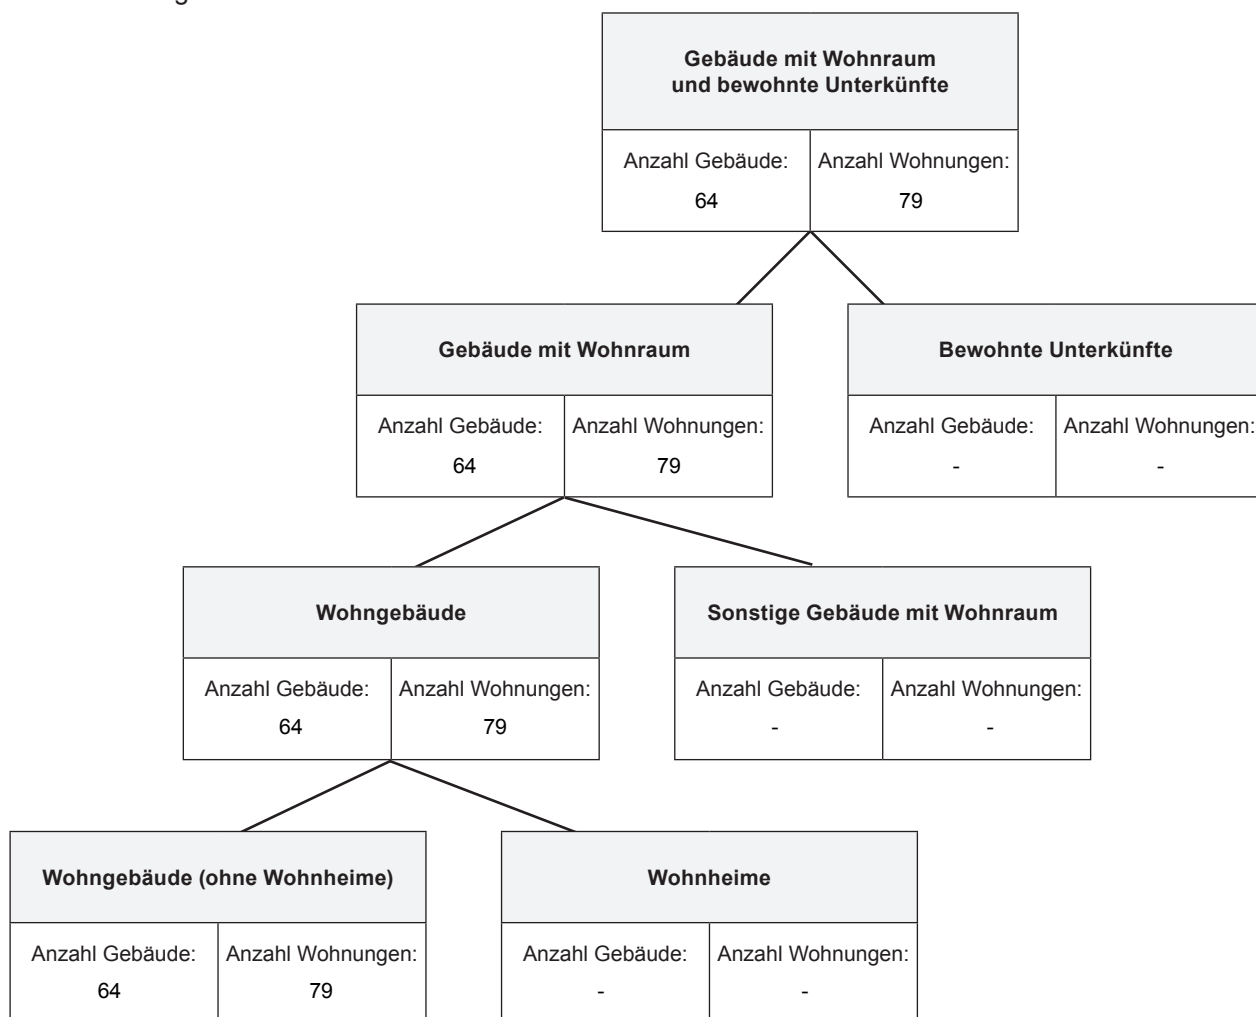 Gebäude mit Wohnraum
und bewohnte Unterkünfte
Anzahl Gebäude: Anzahl Wohnungen:
64 79
Gebäude mit Wohnraum
Anzahl Gebäude: Anzahl Wohnungen:
64 79
Bewohnte Unterkünfte
Anzahl Gebäude: Anzahl Wohnungen:
- -
Wohngebäude
Anzahl Gebäude: Anzahl Wohnungen:
64 79
Sonstige Gebäude mit Wohnraum
Anzahl Gebäude: Anzahl Wohnungen:
- -
Wohngebäude (ohne Wohnheime)
Anzahl Gebäude: Anzahl Wohnungen:
64 79
Wohnheime
Anzahl Gebäude: Anzahl Wohnungen:
- -